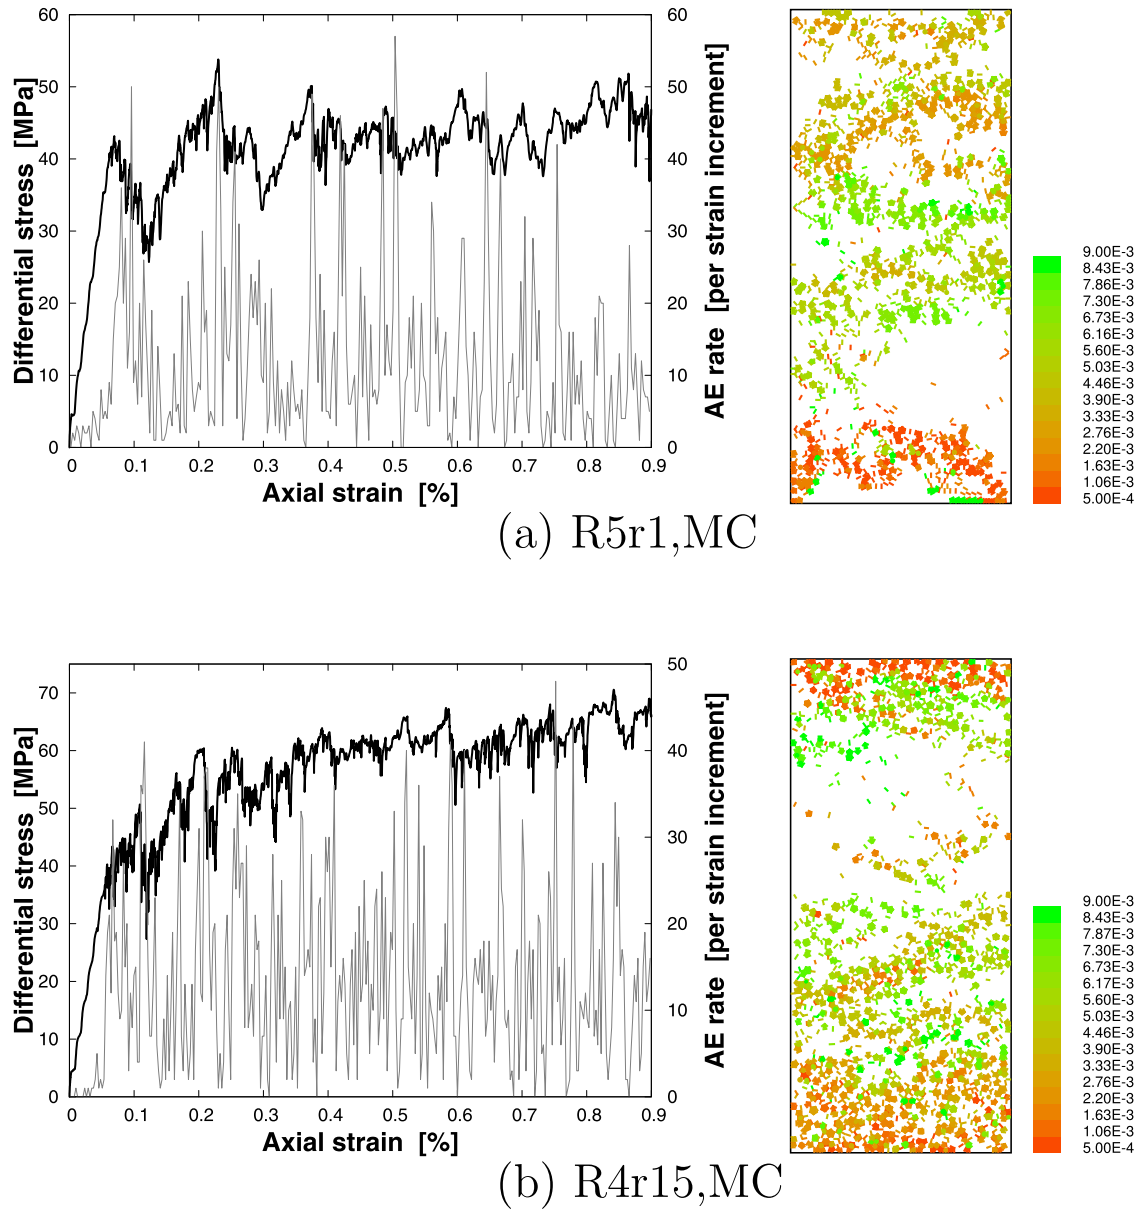 60
50
40
30
20
10
0
Differential stress [MPa]
0 0.1 0.2 0.3 0.4 0.5 0.6 0.7 0.8 0.9
Axial strain [%]
60
50
40
30
20
10
0
AE rate [per strain increment]
9.00E-3
8.43E-3
7.86E-3
7.30E-3
6.73E-3
6.16E-3
5.60E-3
5.03E-3
4.46E-3
3.90E-3
3.33E-3
2.76E-3
2.20E-3
1.63E-3
1.06E-3
5.00E-4
(a) R5r1,MC
70
60
50
40
30
20
10
0
Differential stress [MPa]
0 0.1 0.2 0.3 0.4 0.5 0.6 0.7 0.8 0.9
Axial strain [%]
50
40
30
20
10
0
AE rate [per strain increment]
9.00E-3
8.43E-3
7.87E-3
7.30E-3
6.73E-3
6.17E-3
5.60E-3
5.03E-3
4.46E-3
3.90E-3
3.33E-3
2.76E-3
2.20E-3
1.63E-3
1.06E-3
5.00E-4
(b) R4r15,MC